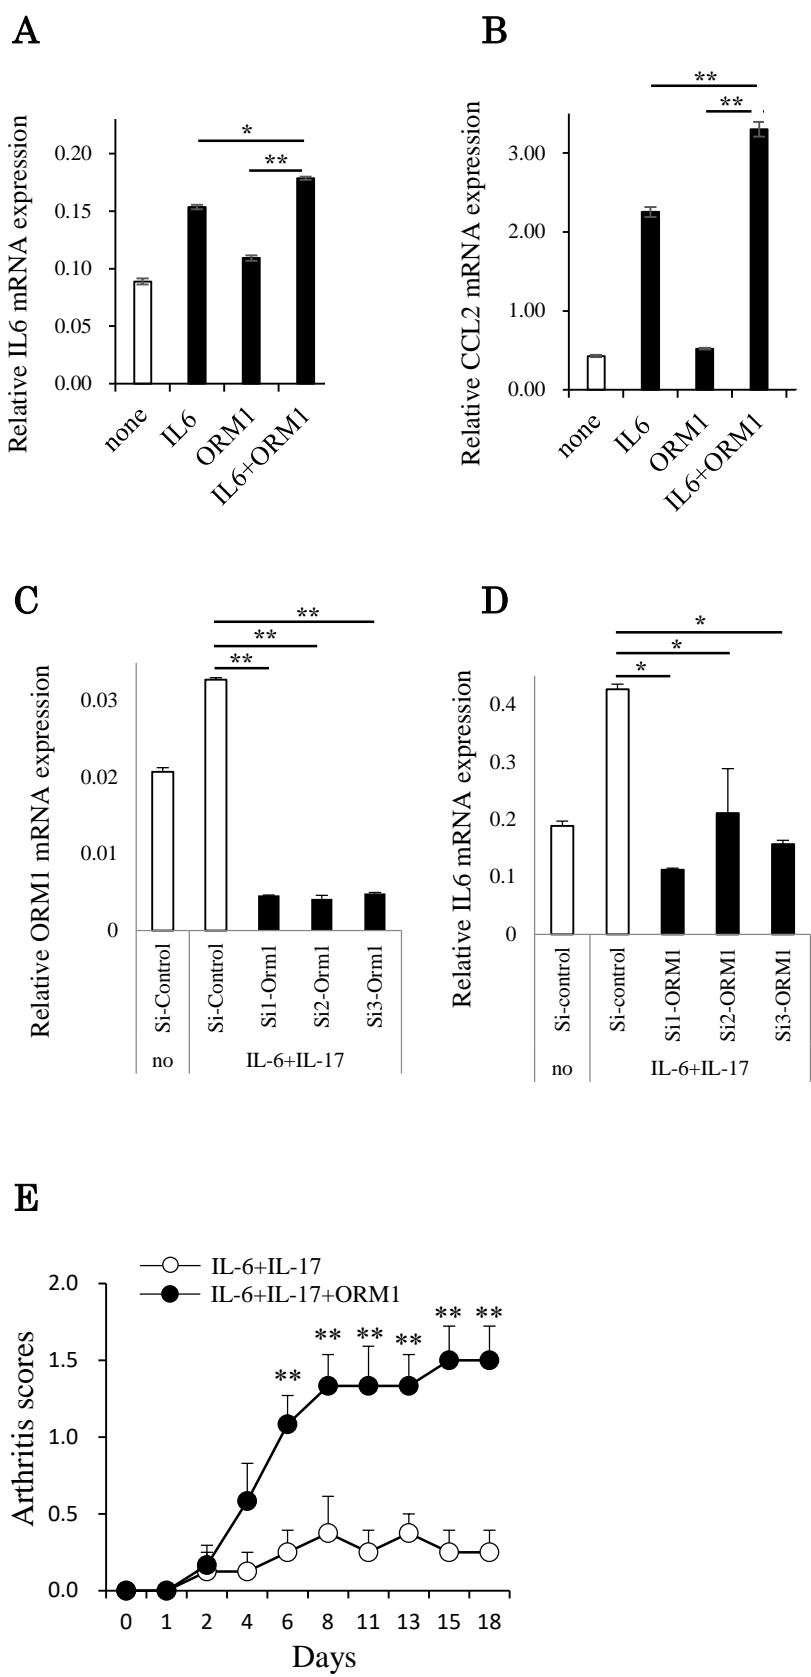 A
Relative IL6 mRNA expression
0.20
0.15
0.10
0.05
0.00
*
**
none
IL6
ORM1
IL6+ORM1
B
Relative CCL2 mRNA expression
3.00
2.00
1.00
0.00
**
**
none
IL6
ORM1
IL6+ORM1
C
Relative ORM1 mRNA expression
0.03
0.02
0.01
0
**
**
**
Si-Control
Si-Control
Si1-Orm1
Si2-Orm1
Si3-Orm1
no
IL-6+IL-17
D
Relative IL6 mRNA expression
0.4
0.3
0.2
0.1
0
*
*
*
Si-control
Si-control
Si1-ORM1
Si2-ORM1
Si3-ORM1
no
IL-6+IL-17
E
IL-6+IL-17
IL-6+IL-17+ORM1
Arthritis scores
2.0
1.5
1.0
0.5
0.0
** ** ** ** ** **
0 1 2 4 6 8 11 13 15 18
Days